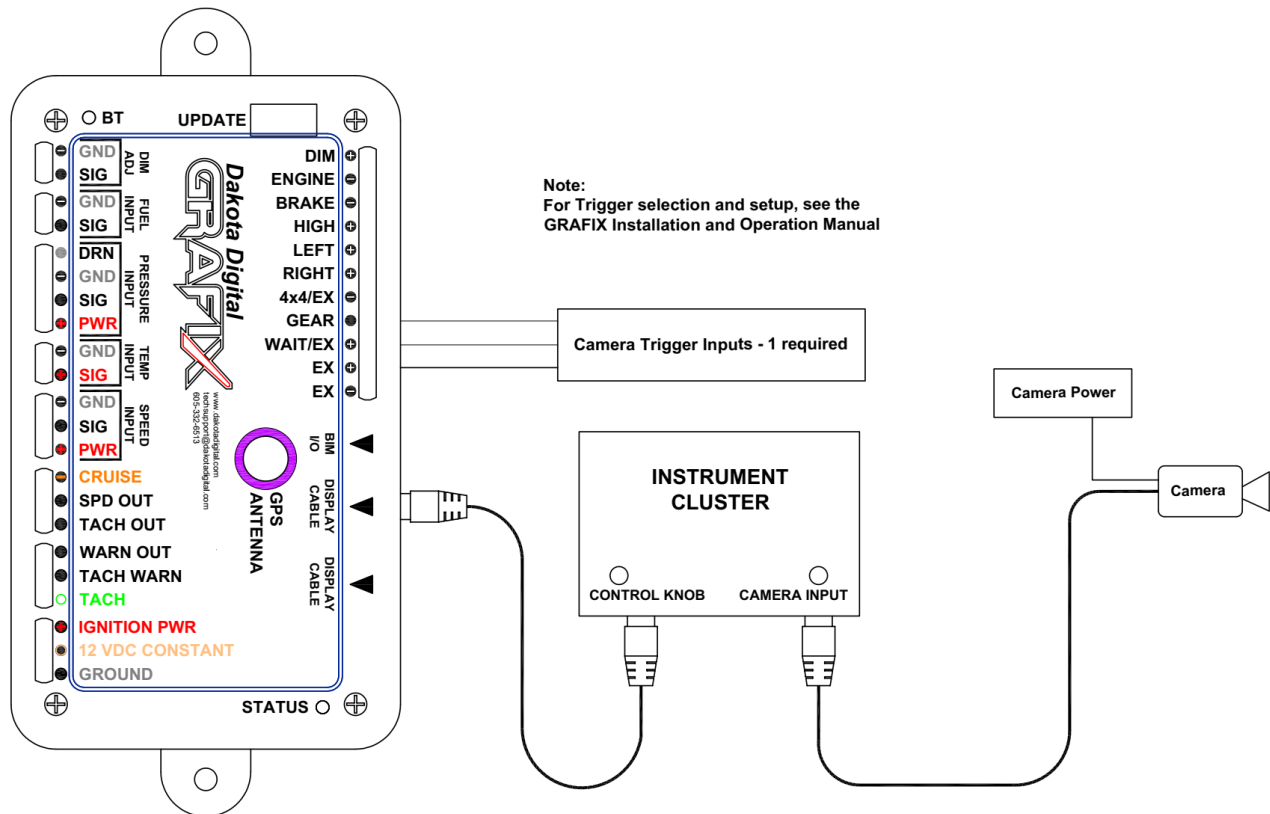 BT
UPDATE
GND
SIG
DIM
ADJ
GND
SIG
FUEL
INPUT
DRN
GND
SIG
PWR
PRESSURE
INPUT
GND
SIG
TEMP
INPUT
GND
SIG
PWR
SPEED
INPUT
CRUISE
SPD OUT
TACH OUT
WARN OUT
TACH WARN
TACH
IGNITION PWR
12 VDC CONSTANT
GROUND
Dakota Digital
GRAFIX
www.dakotadigital.com
techsupport@dakotadigital.com
605-332-6513
DIM
ENGINE
BRAKE
HIGH
LEFT
RIGHT
4x4/EX
GEAR
WAIT/EX
EX
EX
BIM
I/O
GPS
ANTENNA
DISPLAY
CABLE
DISPLAY
CABLE
STATUS
Note:
For Trigger selection and setup, see the
GRAFIX Installation and Operation Manual
Camera Trigger Inputs - 1 required
INSTRUMENT
CLUSTER
CONTROL KNOB
CAMERA INPUT
Camera Power
Camera